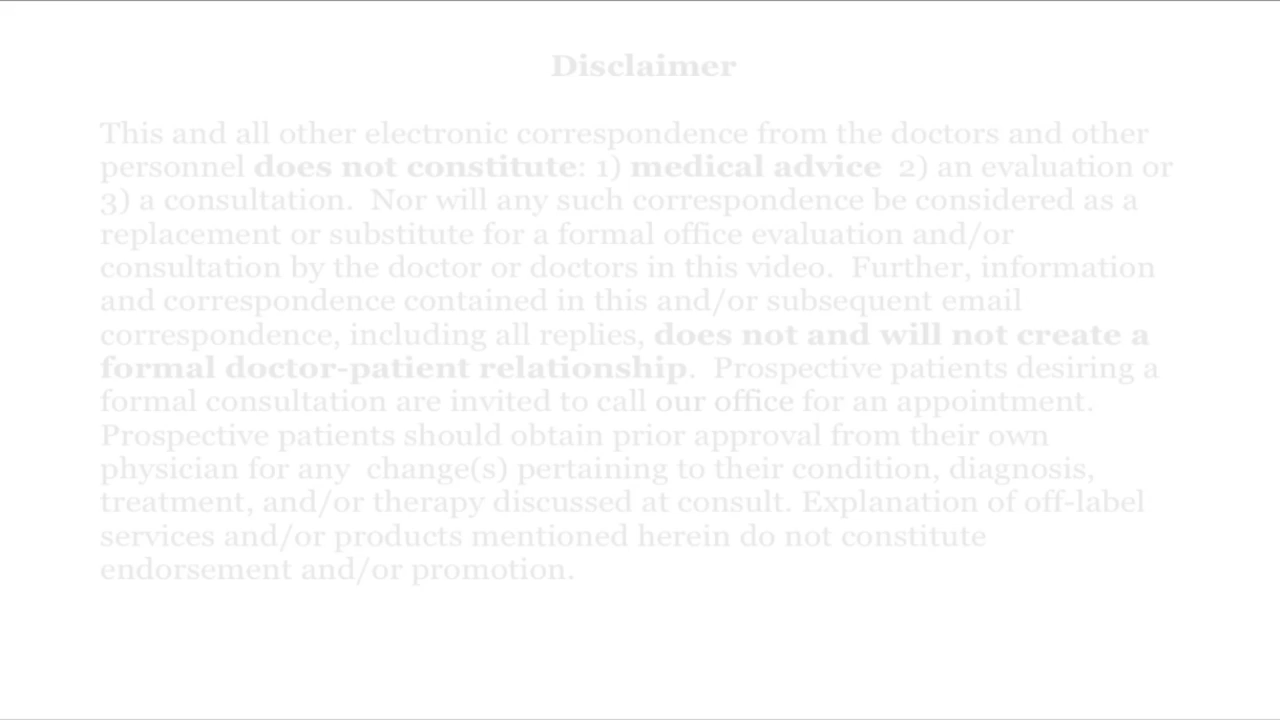 Disclaimer
This and all other electronic correspondence from the doctors and other
personnel does not constitute: 1) medical advice  2) an evaluation or
3) a consultation.  Nor will any such correspondence be considered as a
replacement or substitute for a formal office evaluation and/or
consultation by the doctor or doctors in this video.  Further, information
and correspondence contained in this and/or subsequent email
correspondence, including all replies, does not and will not create a
formal doctor-patient relationship.  Prospective patients desiring a
formal consultation are invited to call our office for an appointment.
Prospective patients should obtain prior approval from their own
physician for any  change(s) pertaining to their condition, diagnosis,
treatment, and/or therapy discussed at consult. Explanation of off-label
services and/or products mentioned herein do not constitute
endorsement and/or promotion.